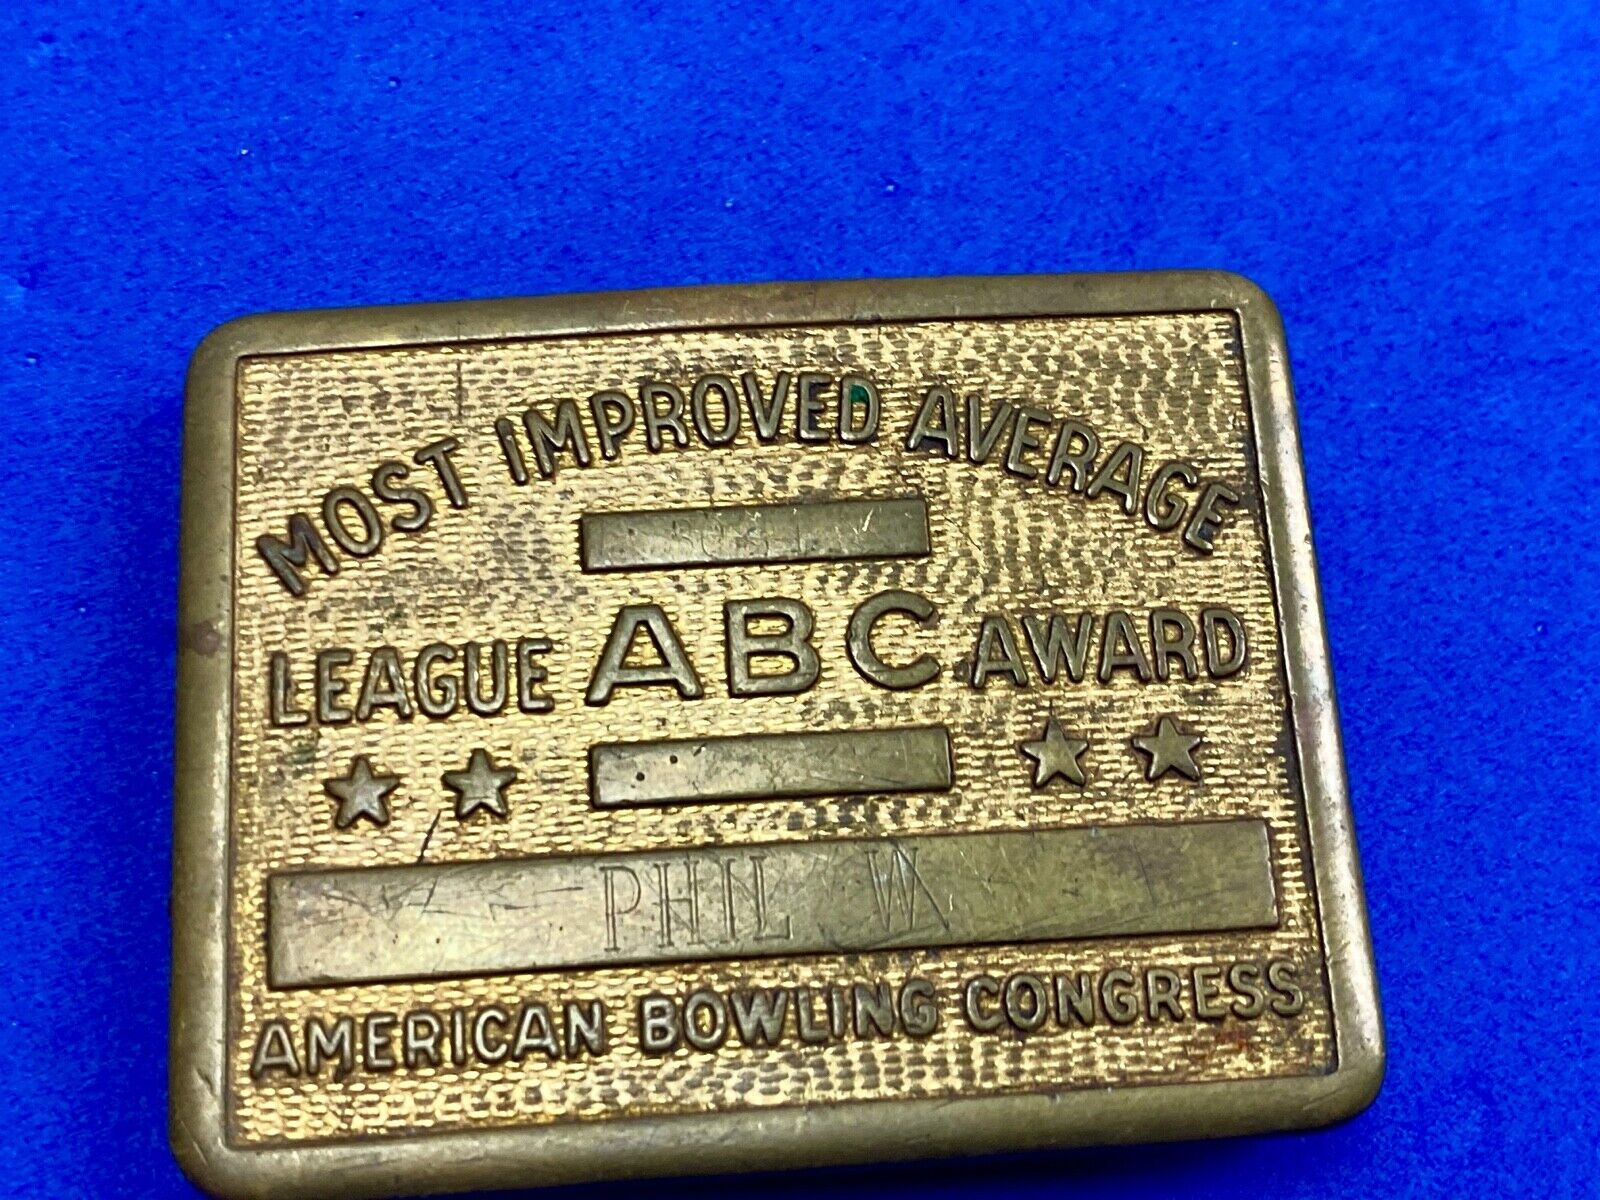 MOST IMPROVED AVERAGE
LEAGUE ABC AWARD
PHIL W
AMERICAN BOWLING CONGRESS